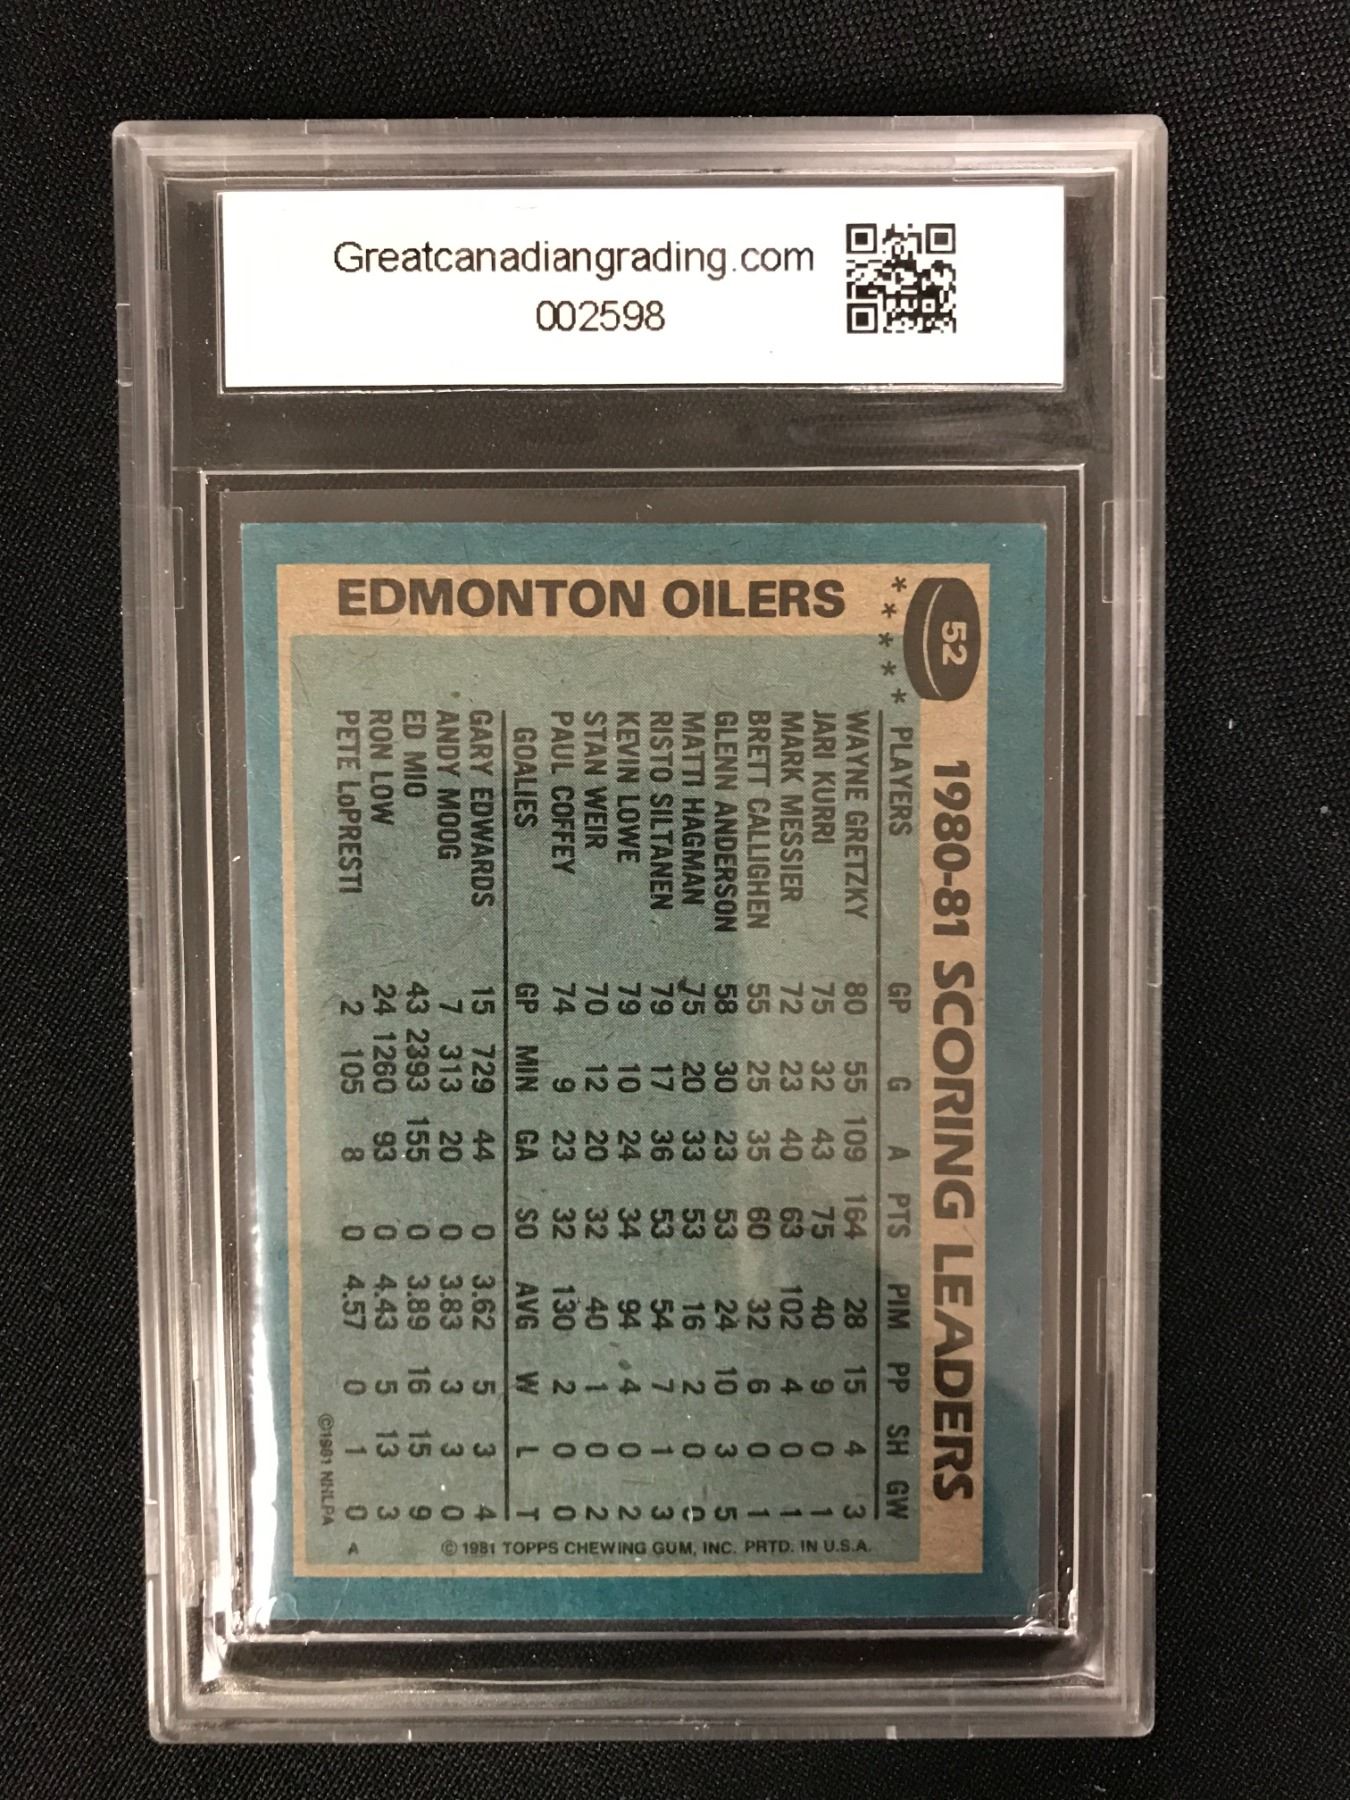 Greatcanadiangrading.com
002598
EDMONTON OILERS
52
1980-81 SCORING LEADERS
PLAYERS GP G A PTS PIM PP SH GW
WAYNE GRETZKY 80 55 109 164 28 15 4 3
JARI KURRI 75 32 43 75 40 9 0 1
MARK MESSIER 72 23 40 63 102 4 0 1
BRETT CALLIGHEN 55 25 35 60 32 6 0 1
GLENN ANDERSON 58 30 23 53 24 10 3 5
MATTI HAGMAN 75 20 33 53 16 2 0 0
RISTO SILTANEN 79 17 36 53 54 7 1 3
KEVIN LOWE 79 10 24 34 94 4 0 2
STAN WEIR 70 12 20 32 40 1 0 2
PAUL COFFEY 74 9 23 32 130 2 0 0
GOALIES GP MIN GA SO AVG W L T
GARY EDWARDS 15 729 44 0 3.62 5 3 4
ANDY MOOG 7 313 20 0 3.83 3 3 0
ED MIO 43 2393 155 0 3.89 16 15 9
RON LOW 24 1260 93 0 4.43 5 13 3
PETE LoPRESTI 2 105 8 0 4.57 0 1 0
©1981 NHLPA
© 1981 TOPPS CHEWING GUM, INC. PRTD. IN U.S.A.
A